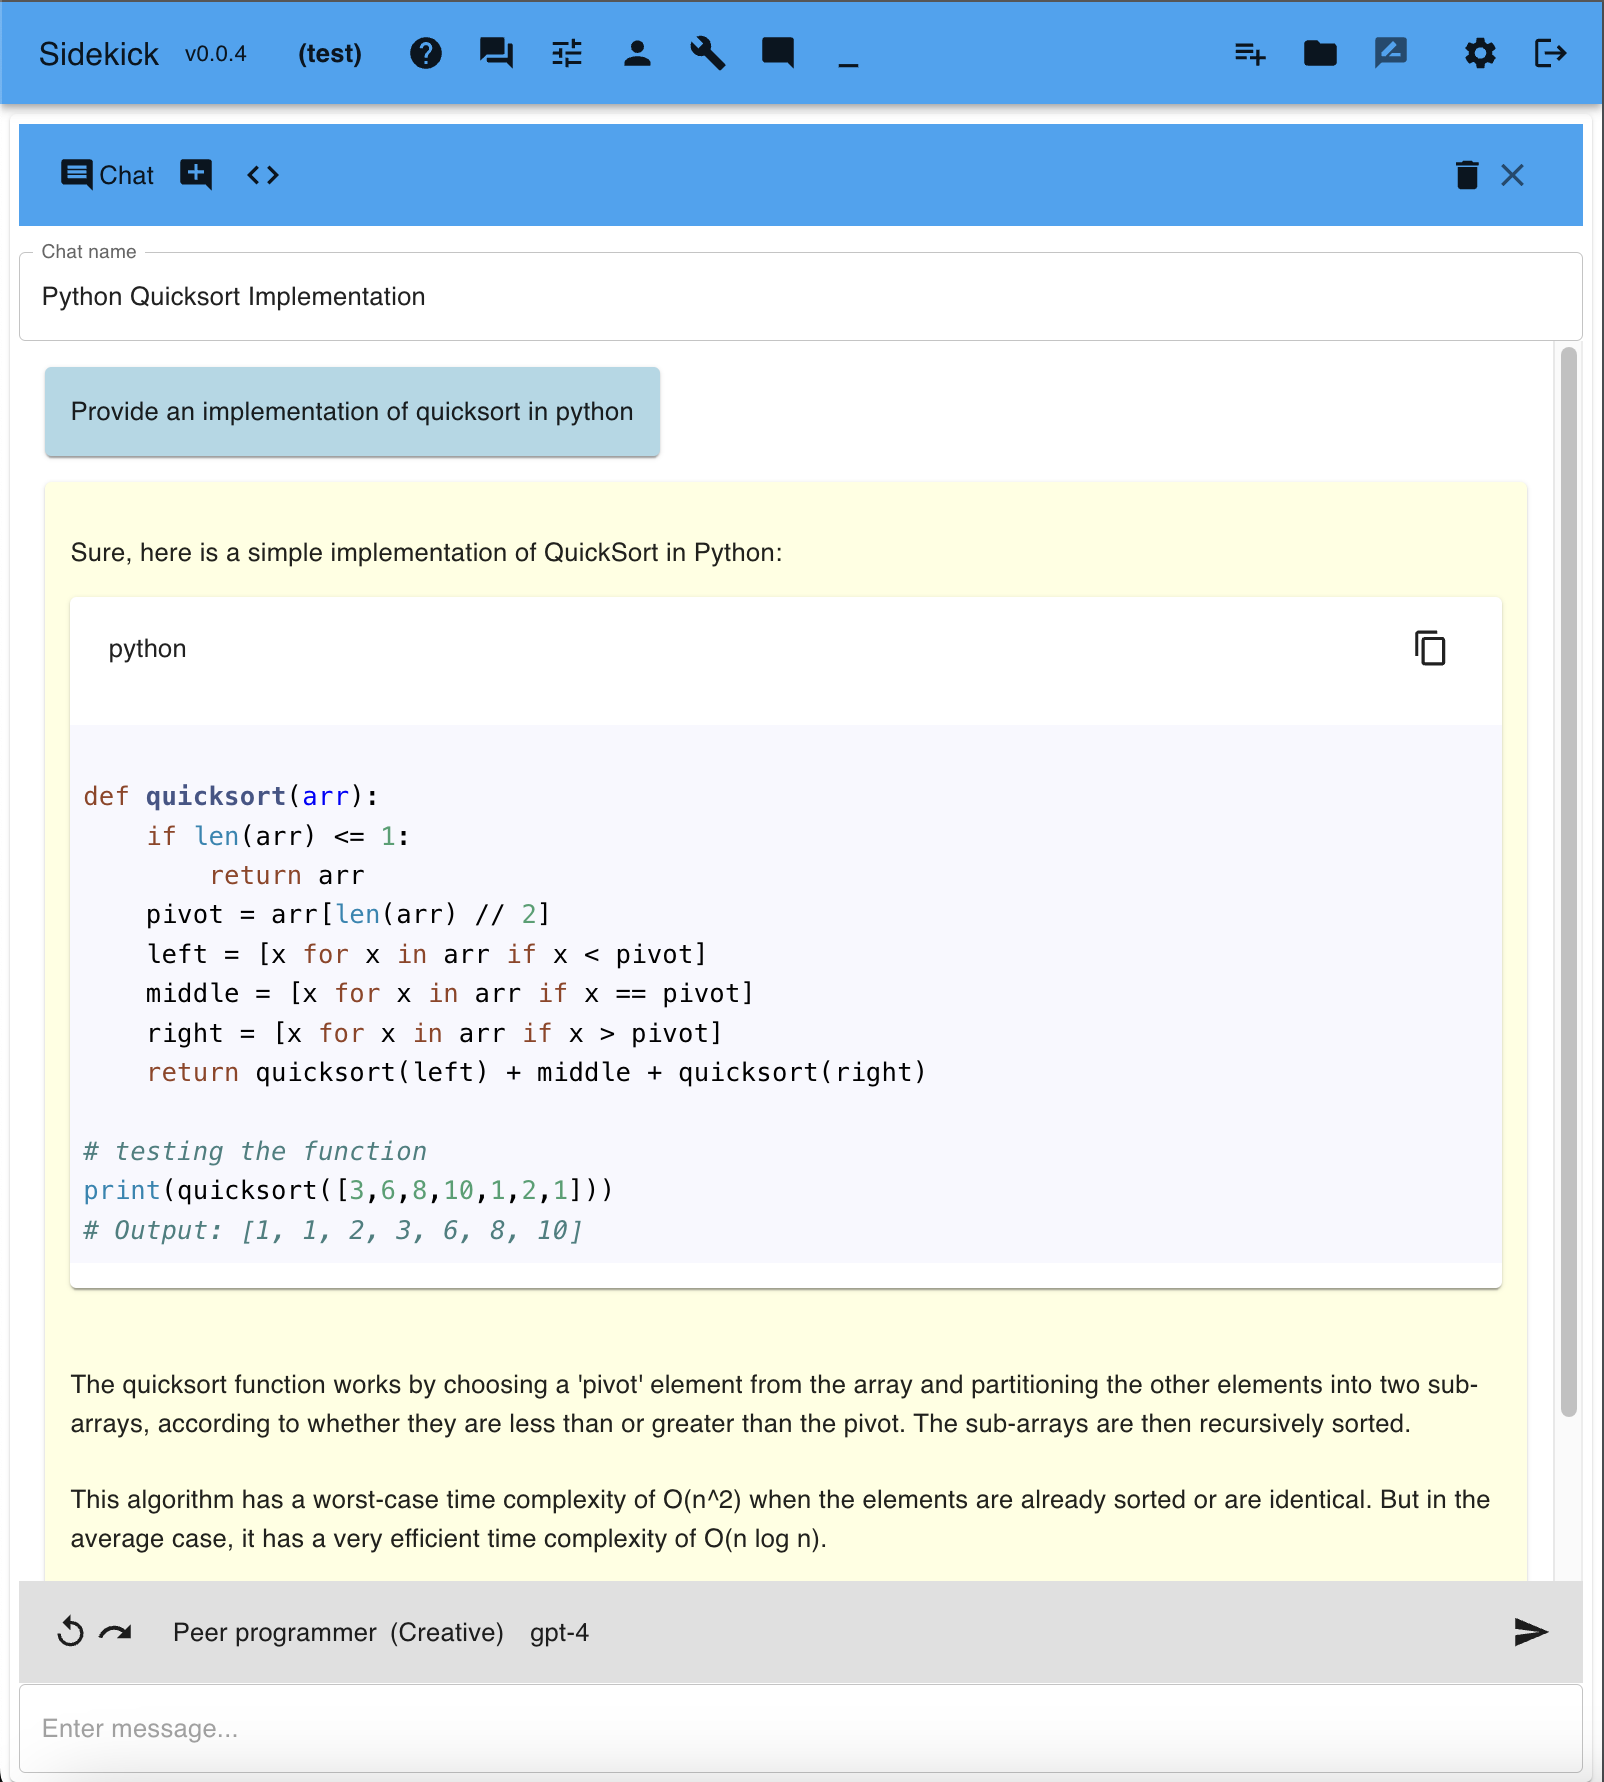 Sidekick v0.0.4 (test)
Chat
Chat name
Python Quicksort Implementation
Provide an implementation of quicksort in python
Sure, here is a simple implementation of QuickSort in Python:
python
def quicksort(arr):
    if len(arr) <= 1:
        return arr
    pivot = arr[len(arr) // 2]
    left = [x for x in arr if x < pivot]
    middle = [x for x in arr if x == pivot]
    right = [x for x in arr if x > pivot]
    return quicksort(left) + middle + quicksort(right)
# testing the function
print(quicksort([3,6,8,10,1,2,1]))
# Output: [1, 1, 2, 3, 6, 8, 10]
The quicksort function works by choosing a 'pivot' element from the array and partitioning the other elements into two sub-
arrays, according to whether they are less than or greater than the pivot. The sub-arrays are then recursively sorted.
This algorithm has a worst-case time complexity of O(n^2) when the elements are already sorted or are identical. But in the
average case, it has a very efficient time complexity of O(n log n).
Peer programmer (Creative) gpt-4
Enter message...